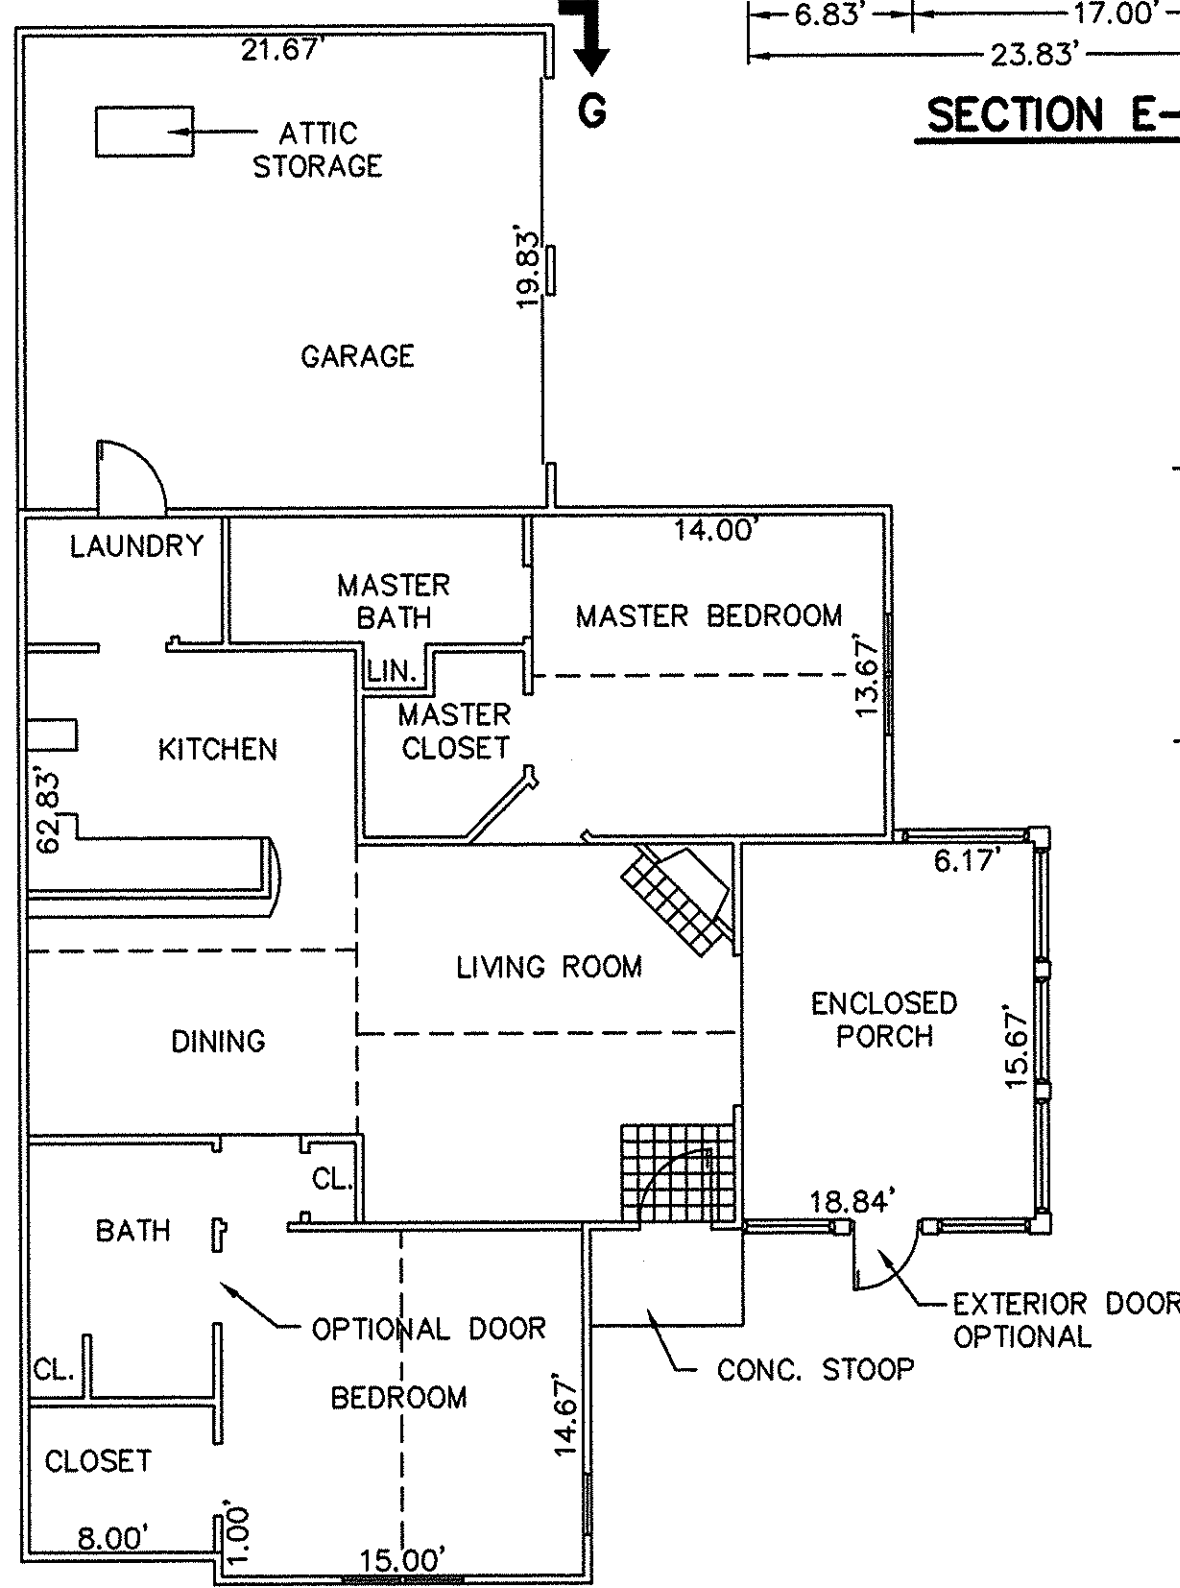 6.83'
17.00'
23.83'
SECTION E-
G
21.67'
ATTIC
STORAGE
19.83'
GARAGE
LAUNDRY
MASTER
BATH
LIN.
14.00'
MASTER BEDROOM
13.67'
MASTER
CLOSET
KITCHEN
62.83'
6.17'
LIVING ROOM
ENCLOSED
PORCH
15.67'
DINING
CL.
BATH
18.84'
OPTIONAL DOOR
EXTERIOR DOOR
OPTIONAL
CONC. STOOP
CL.
BEDROOM
14.67'
CLOSET
8.00'
1.00'
15.00'